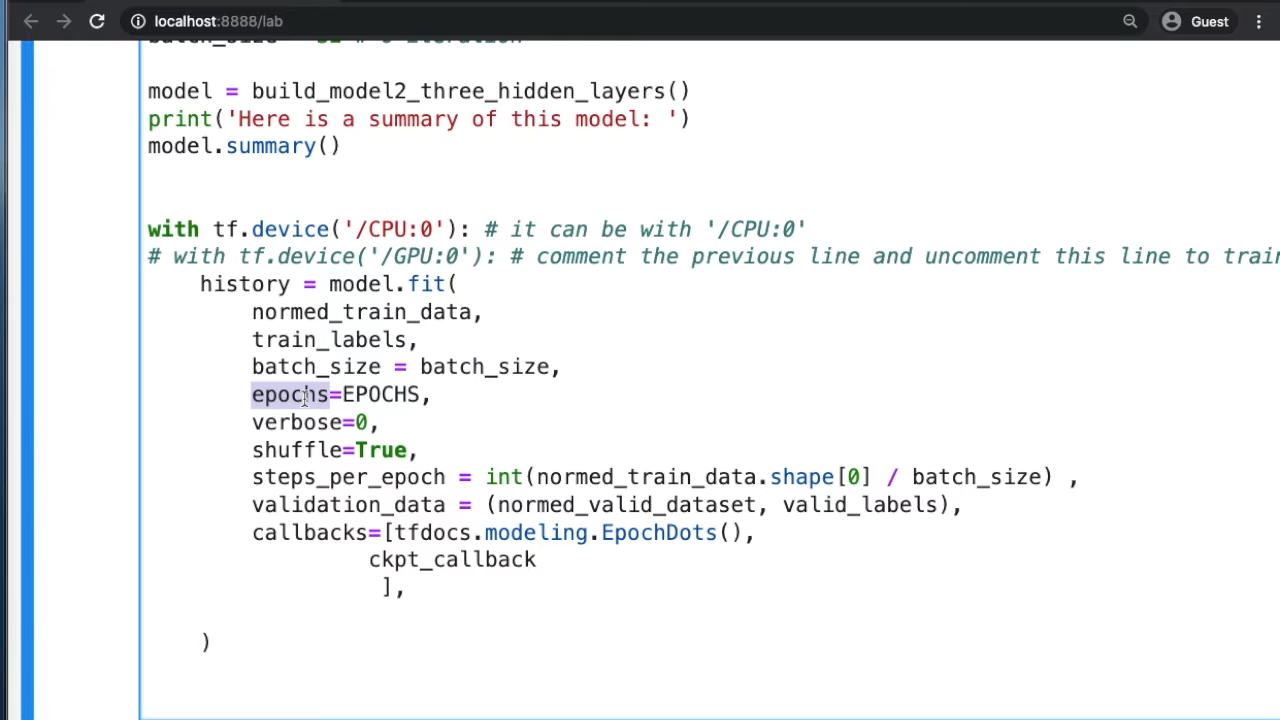 localhost:8888/lab
Guest
model = build_model2_three_hidden_layers()
print('Here is a summary of this model: ')
model.summary()
with tf.device('/CPU:0'): # it can be with '/CPU:0'
# with tf.device('/GPU:0'): # comment the previous line and uncomment this line to train
history = model.fit(
normed_train_data,
train_labels,
batch_size = batch_size,
epochs=EPOCHS,
verbose=0,
shuffle=True,
steps_per_epoch = int(normed_train_data.shape[0] / batch_size) ,
validation_data = (normed_valid_dataset, valid_labels),
callbacks=[tfdocs.modeling.EpochDots(),
ckpt_callback
],
)